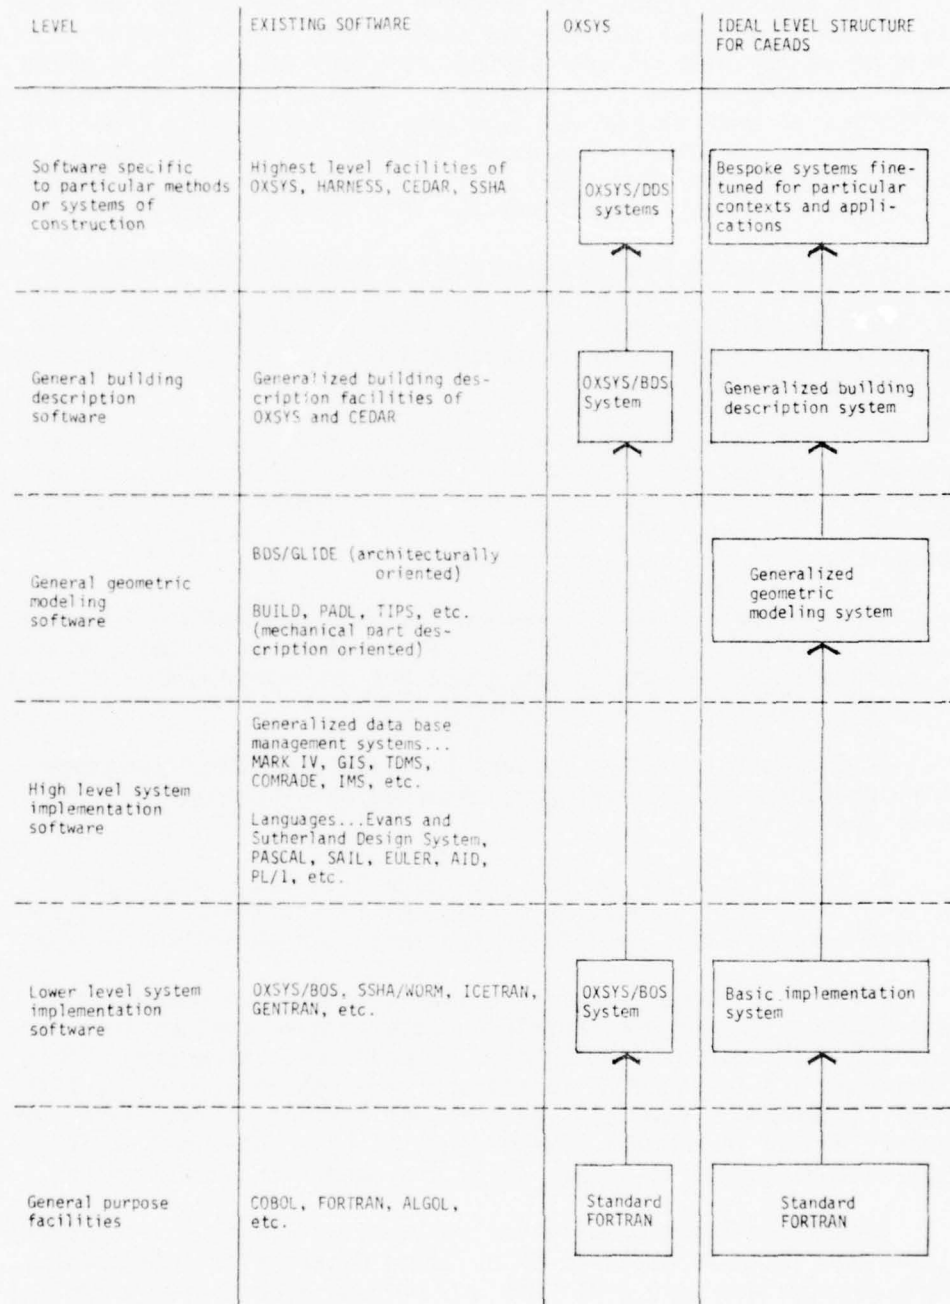 LEVEL
EXISTING SOFTWARE
OXSYS
IDEAL LEVEL STRUCTURE
FOR CAEADS
Software specific
to particular methods
or systems of
construction
Highest level facilities of
OXSYS, HARNESS, CEDAR, SSHA
OXSYS/DDS
systems
Bespoke systems fine-
tuned for particular
contexts and appli-
cations
General building
description
software
Generalized building des-
cription facilities of
OXSYS and CEDAR
OXSYS/BDS
System
Generalized building
description system
General geometric
modeling
software
BDS/GLIDE (architecturally
oriented)
BUILD, PADL, TIPS, etc.
(mechanical part des-
cription oriented)
Generalized
geometric
modeling system
High level system
implementation
software
Generalized data base
management systems...
MARK IV, GIS, TDMS,
COMRADE, IMS, etc.
Languages...Evans and
Sutherland Design System,
PASCAL, SAIL, EULER, AID,
PL/1, etc.
Lower level system
implementation
software
OXSYS/BOS, SSHA/WORM, ICETRAN,
GENTRAN, etc.
OXSYS/BOS
System
Basic implementation
system
General purpose
facilities
COBOL, FORTRAN, ALGOL,
etc.
Standard
FORTRAN
Standard
FORTRAN